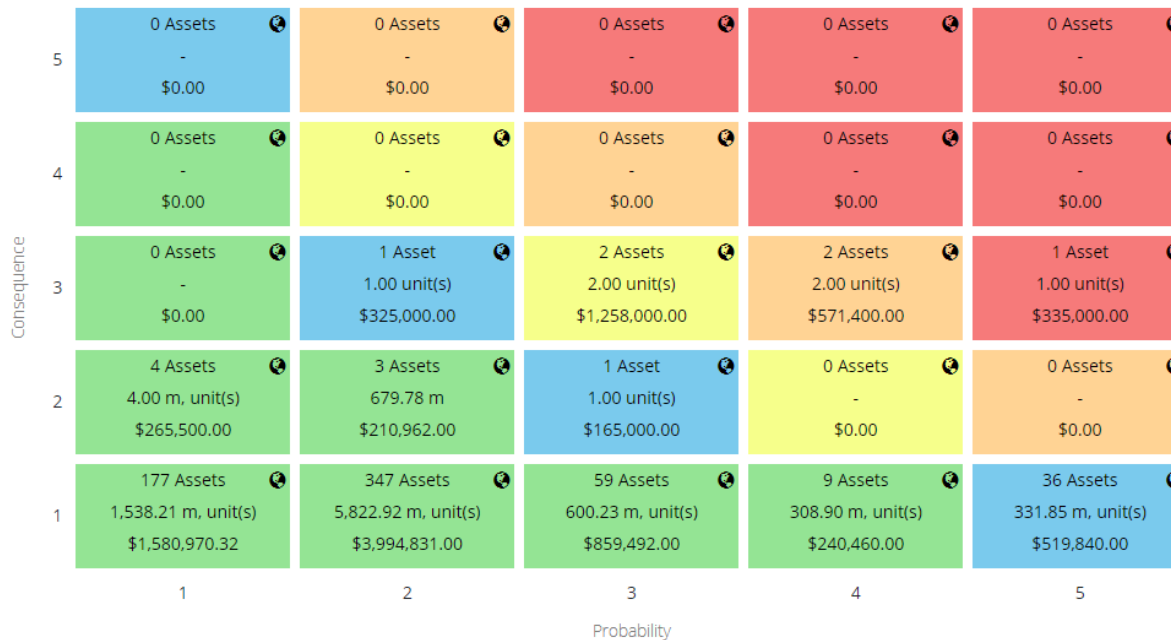 0 Assets 0 Assets 0 Assets 0 Assets 0 Assets
5 - - - - -
$0.00 $0.00 $0.00 $0.00 $0.00
0 Assets 0 Assets 0 Assets 0 Assets 0 Assets
4 - - - - -
$0.00 $0.00 $0.00 $0.00 $0.00
Consequence
0 Assets 1 Asset 2 Assets 2 Assets 1 Asset
3 - 1.00 unit(s) 2.00 unit(s) 2.00 unit(s) 1.00 unit(s)
$0.00 $325,000.00 $1,258,000.00 $571,400.00 $335,000.00
4 Assets 3 Assets 1 Asset 0 Assets 0 Assets
2 4.00 m, unit(s) 679.78 m 1.00 unit(s) - -
$265,500.00 $210,962.00 $165,000.00 $0.00 $0.00
177 Assets 347 Assets 59 Assets 9 Assets 36 Assets
1 1,538.21 m, unit(s) 5,822.92 m, unit(s) 600.23 m, unit(s) 308.90 m, unit(s) 331.85 m, unit(s)
$1,580,970.32 $3,994,831.00 $859,492.00 $240,460.00 $519,840.00
1 2 3 4 5
Probability